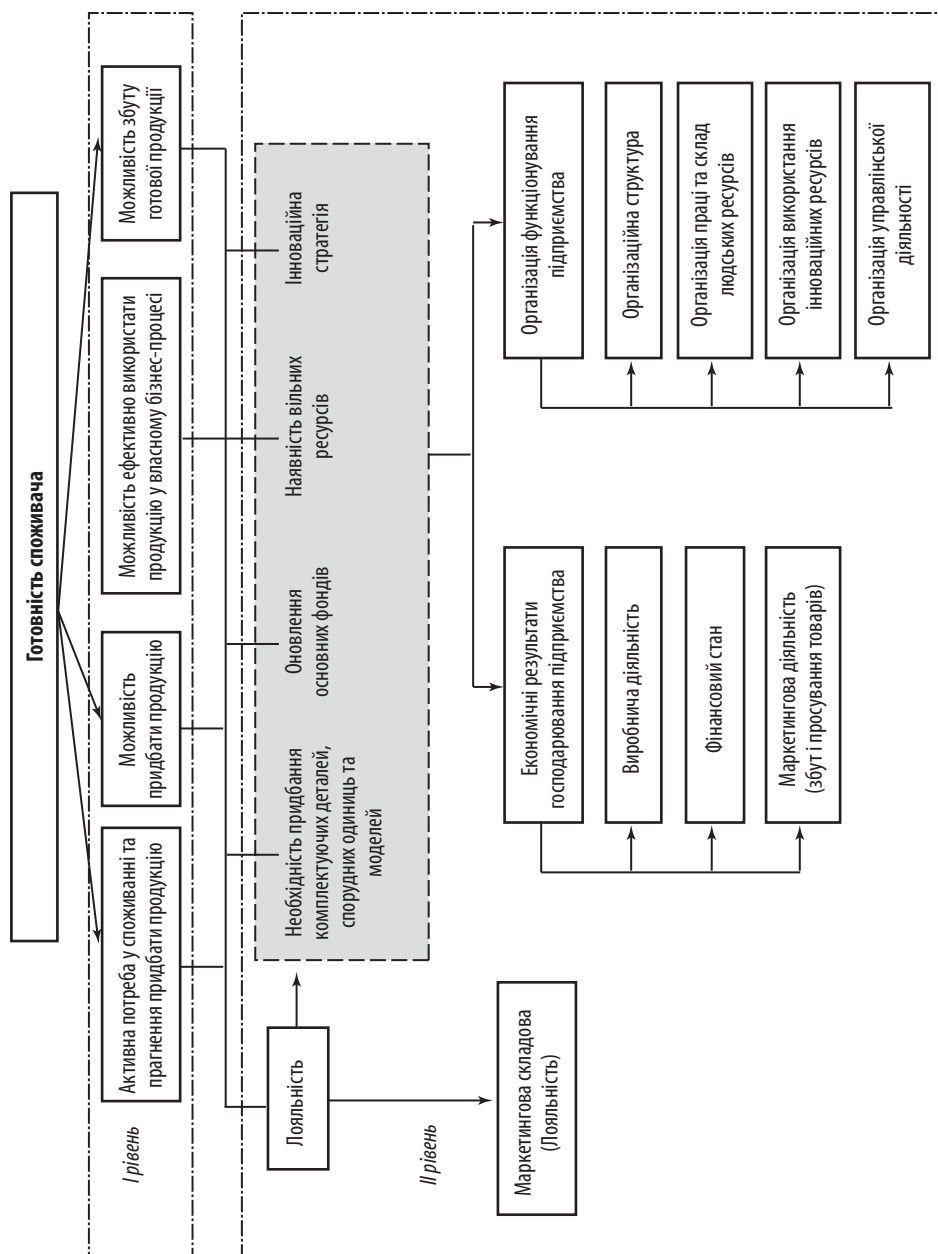 Готовність споживача
І рівень
Активна потреба у споживанні та
прагнення придбати продукцію
Можливість
придбати продукцію
Можливість ефективно використати
продукцію у власному бізнес-процесі
Можливість збуту
готової продукції
ІІ рівень
Лояльність
Необхідність придбання
комплектуючих деталей,
спорудних одиниць та
моделей
Оновлення
основних фондів
Наявність вільних
ресурсів
Інноваційна
стратегія
Маркетингова складова
(Лояльність)
Економічні результати
господарювання підприємства
Виробнича діяльність
Фінансовий стан
Маркетингова діяльність
(збут і просування товарів)
Організація функціонування
підприємства
Організаційна структура
Організація праці та склад
людських ресурсів
Організація використання
інноваційних ресурсів
Організація управлінської
діяльності